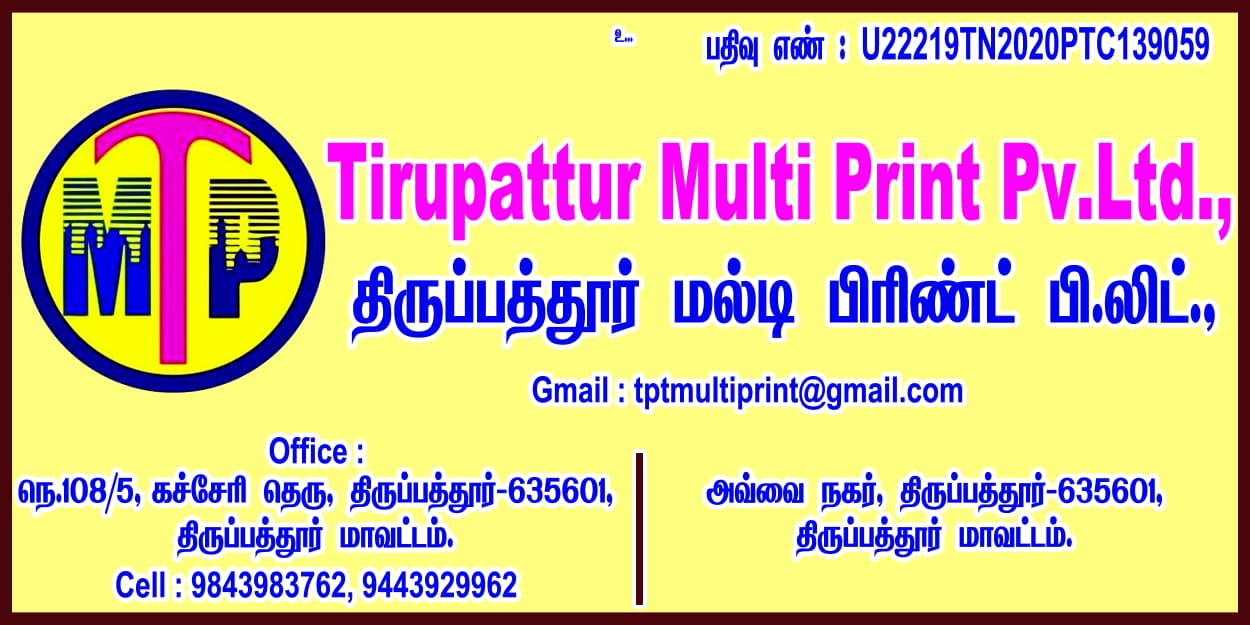 உ...
பதிவு எண் : U22219TN2020PTC139059
MTP
Tirupattur Multi Print Pv.Ltd.,
திருப்பத்தூர் மல்டி பிரிண்ட் பி.லிட்.,
Gmail : tptmultiprint@gmail.com
Office :
நெ.108/5, கச்சேரி தெரு, திருப்பத்தூர்-635601,
திருப்பத்தூர் மாவட்டம்.
Cell : 9843983762, 9443929962
அவ்வை நகர், திருப்பத்தூர்-635601,
திருப்பத்தூர் மாவட்டம்.